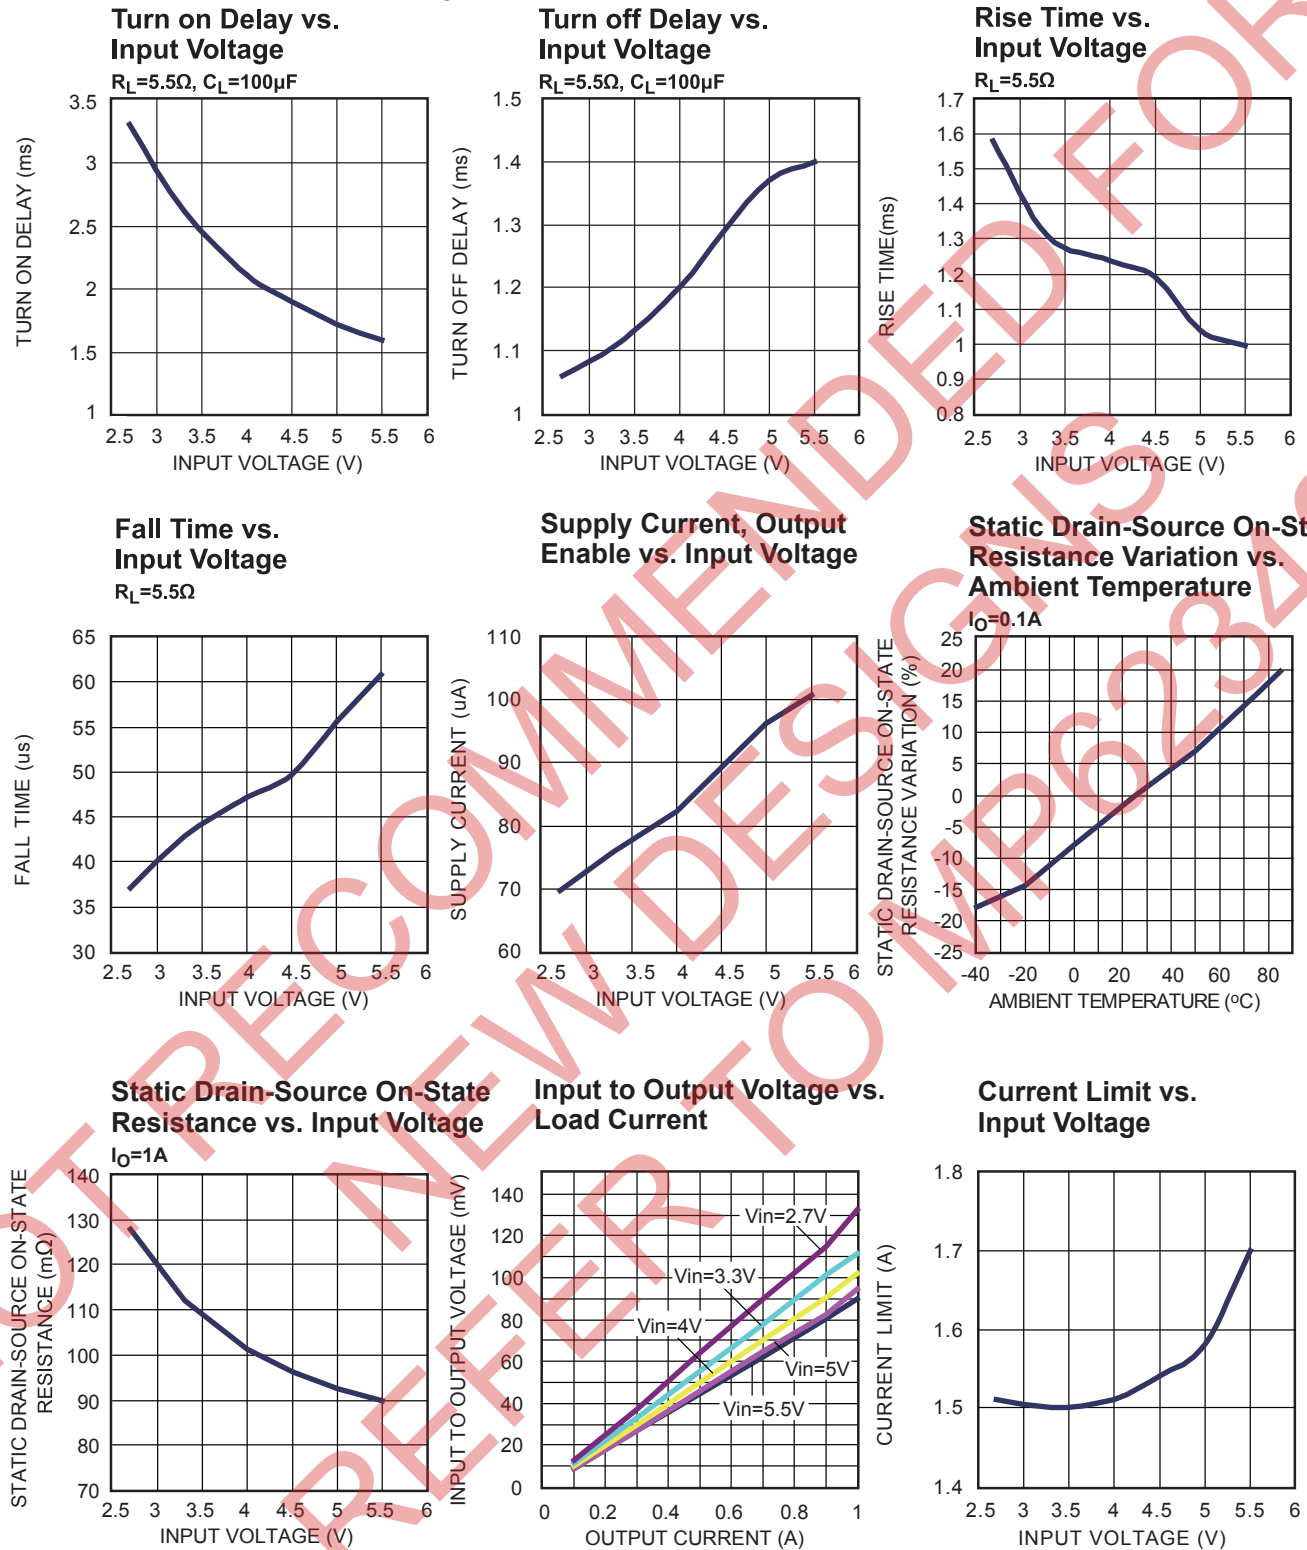 Turn on Delay vs.
Input Voltage
RL=5.5Ω, CL=100µF
3.5
3
2.5
2
1.5
1
TURN ON DELAY (ms)
2.5 3 3.5 4 4.5 5 5.5 6
INPUT VOLTAGE (V)
Turn off Delay vs.
Input Voltage
RL=5.5Ω, CL=100µF
1.5
1.4
1.3
1.2
1.1
1
TURN OFF DELAY (ms)
2.5 3 3.5 4 4.5 5 5.5 6
INPUT VOLTAGE (V)
Rise Time vs.
Input Voltage
RL=5.5Ω
1.7
1.6
1.5
1.4
1.3
1.2
1.1
1
0.9
0.8
RISE TIME(ms)
2.5 3 3.5 4 4.5 5 5.5 6
INPUT VOLTAGE (V)
Fall Time vs.
Input Voltage
RL=5.5Ω
65
60
55
50
45
40
35
30
FALL TIME (us)
2.5 3 3.5 4 4.5 5 5.5 6
INPUT VOLTAGE (V)
Supply Current, Output
Enable vs. Input Voltage
110
100
90
80
70
60
SUPPLY CURRENT (uA)
2.5 3 3.5 4 4.5 5 5.5 6
INPUT VOLTAGE (V)
Static Drain-Source On-St
Resistance Variation vs.
Ambient Temperature
IO=0.1A
25
20
15
10
5
0
-5
-10
-15
-20
-25
STATIC DRAIN-SOURCE ON-STATE
RESISTANCE VARIATION (%)
-40 -20 0 20 40 60 80
AMBIENT TEMPERATURE (ºC)
Static Drain-Source On-State
Resistance vs. Input Voltage
IO=1A
140
130
120
110
100
90
80
70
STATIC DRAIN-SOURCE ON-STATE
RESISTANCE (mΩ)
2.5 3 3.5 4 4.5 5 5.5 6
INPUT VOLTAGE (V)
Input to Output Voltage vs.
Load Current
140
120
100
80
60
40
20
0
INPUT TO OUTPUT VOLTAGE (mV)
Vin=2.7V
Vin=3.3V
Vin=4V
Vin=5V
Vin=5.5V
0 0.2 0.4 0.6 0.8 1
OUTPUT CURRENT (A)
Current Limit vs.
Input Voltage
1.8
1.7
1.6
1.5
1.4
CURRENT LIMIT (A)
2.5 3 3.5 4 4.5 5 5.5 6
INPUT VOLTAGE (V)
OT RECOMMENDED FOR
NEW DESIGNS
REFER TO MP6234